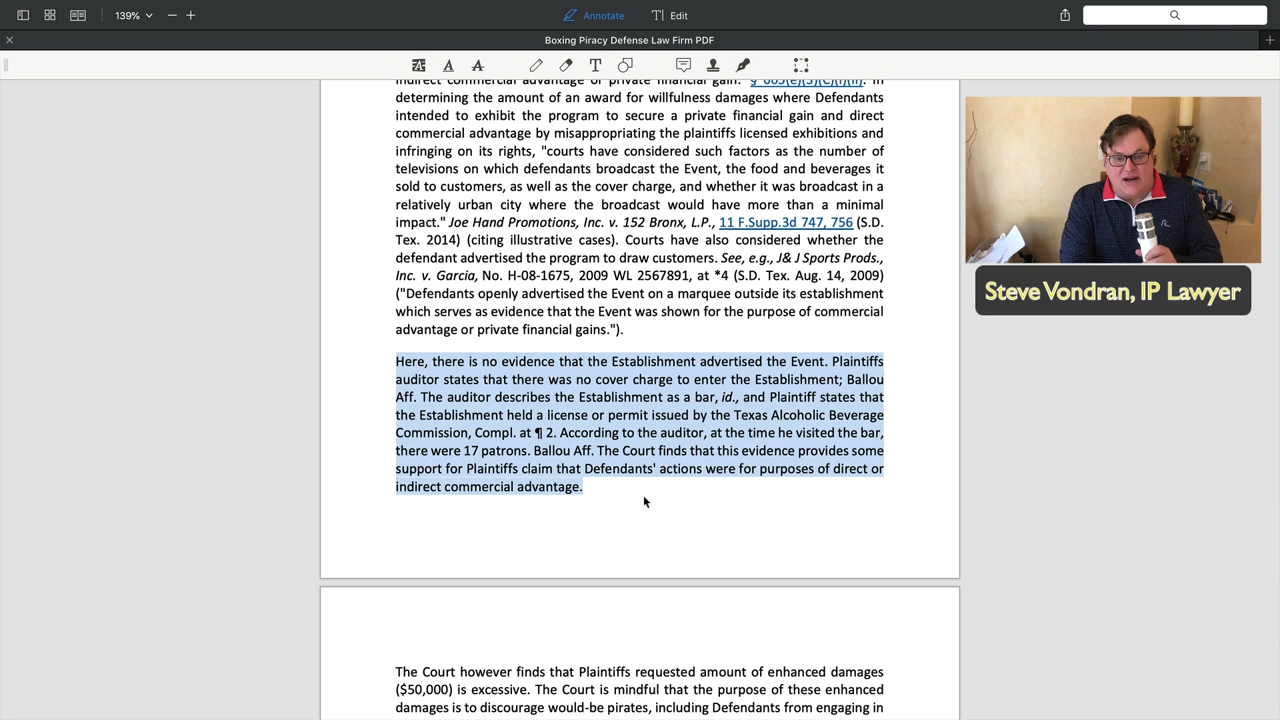 139%
Annotate
Edit
Boxing Piracy Defense Law Firm PDF
indirect commercial advantage or private financial gain. § 605(e)(3)(C)(i)(ii). In
determining the amount of an award for willfulness damages where Defendants
intended to exhibit the program to secure a private financial gain and direct
commercial advantage by misappropriating the plaintiffs licensed exhibitions and
infringing on its rights, "courts have considered such factors as the number of
televisions on which defendants broadcast the Event, the food and beverages it
sold to customers, as well as the cover charge, and whether it was broadcast in a
relatively urban city where the broadcast would have more than a minimal
impact." Joe Hand Promotions, Inc. v. 152 Bronx, L.P., 11 F.Supp.3d 747, 756 (S.D.
Tex. 2014) (citing illustrative cases). Courts have also considered whether the
defendant advertised the program to draw customers. See, e.g., J& J Sports Prods.,
Inc. v. Garcia, No. H-08-1675, 2009 WL 2567891, at *4 (S.D. Tex. Aug. 14, 2009)
("Defendants openly advertised the Event on a marquee outside its establishment
which serves as evidence that the Event was shown for the purpose of commercial
advantage or private financial gains.").
Here, there is no evidence that the Establishment advertised the Event. Plaintiffs
auditor states that there was no cover charge to enter the Establishment; Ballou
Aff. The auditor describes the Establishment as a bar, id., and Plaintiff states that
the Establishment held a license or permit issued by the Texas Alcoholic Beverage
Commission, Compl. at ¶ 2. According to the auditor, at the time he visited the bar,
there were 17 patrons. Ballou Aff. The Court finds that this evidence provides some
support for Plaintiffs claim that Defendants' actions were for purposes of direct or
indirect commercial advantage.
The Court however finds that Plaintiffs requested amount of enhanced damages
($50,000) is excessive. The Court is mindful that the purpose of these enhanced
damages is to discourage would-be pirates, including Defendants from engaging in
Steve Vondran, IP Lawyer